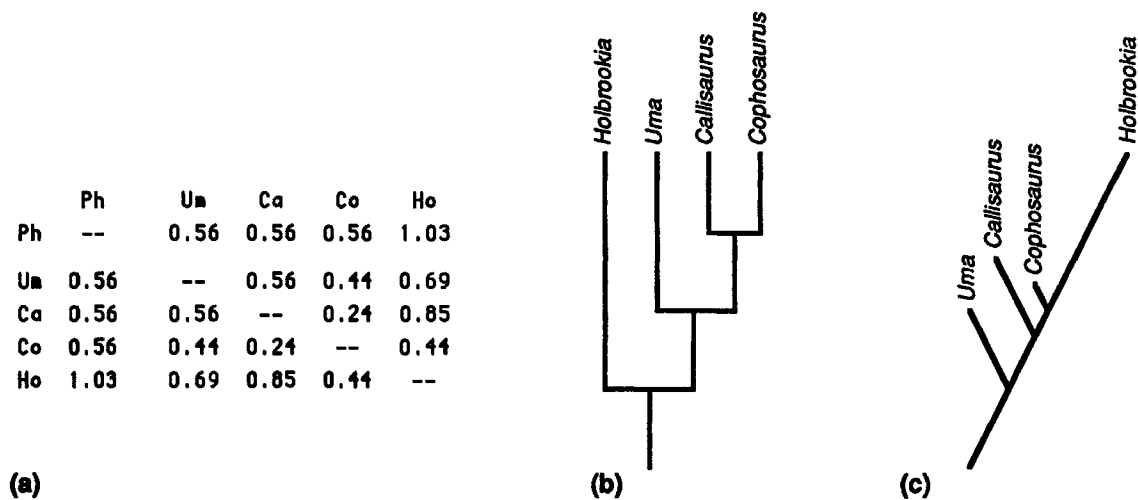 Ph Um Ca Co Ho
Ph -- 0.56 0.56 0.56 1.03
Um 0.56 -- 0.56 0.44 0.69
Ca 0.56 0.56 -- 0.24 0.85
Co 0.56 0.44 0.24 -- 0.44
Ho 1.03 0.69 0.85 0.44 --
(a)
Holbrookia
Uma
Callisaurus
Cophosaurus
(b)
Uma
Callisaurus
Cophosaurus
Holbrookia
(c)